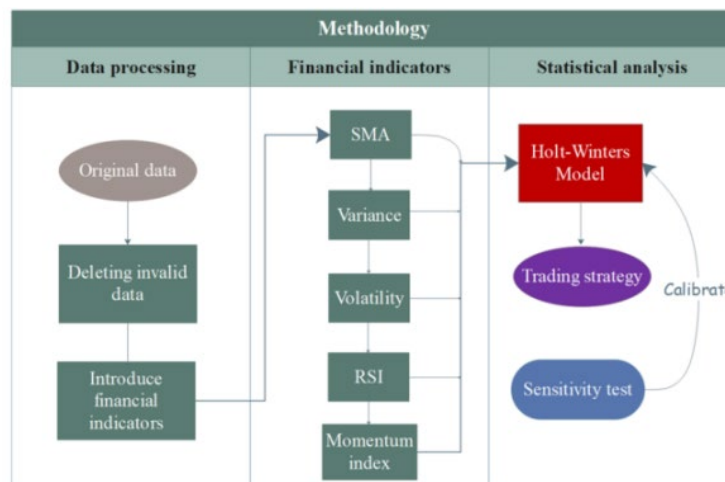 Methodology
Data processing
Financial indicators
Statistical analysis
Original data
Deleting invalid
data
Introduce
financial
indicators
SMA
Variance
Volatility
RSI
Momentum
index
Holt-Winters
Model
Trading strategy
Calibrat
Sensitivity test